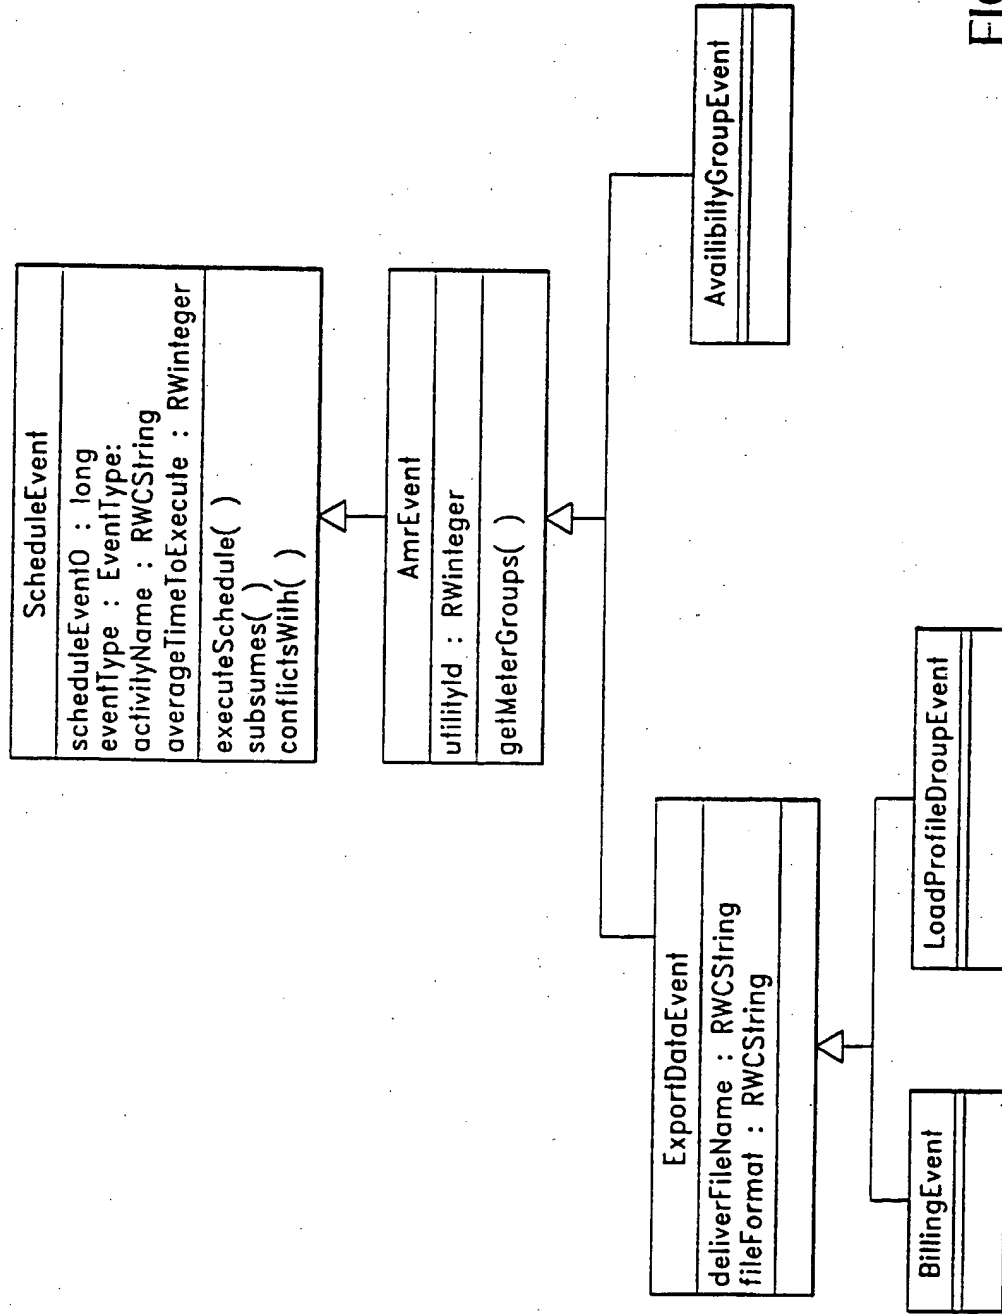 ScheduleEvent
scheduleEventO : long
eventType : EventType:
activityName : RWCString
averageTimeToExecute : RWinteger
executeSchedule( )
subsumes( )
conflictsWith( )
AmrEvent
utilityId : RWinteger
getMeterGroups( )
ExportDataEvent
deliverFileName : RWCString
fileFormat : RWCString
AvailibiltyGroupEvent
BillingEvent
LoadProfileDroupEvent